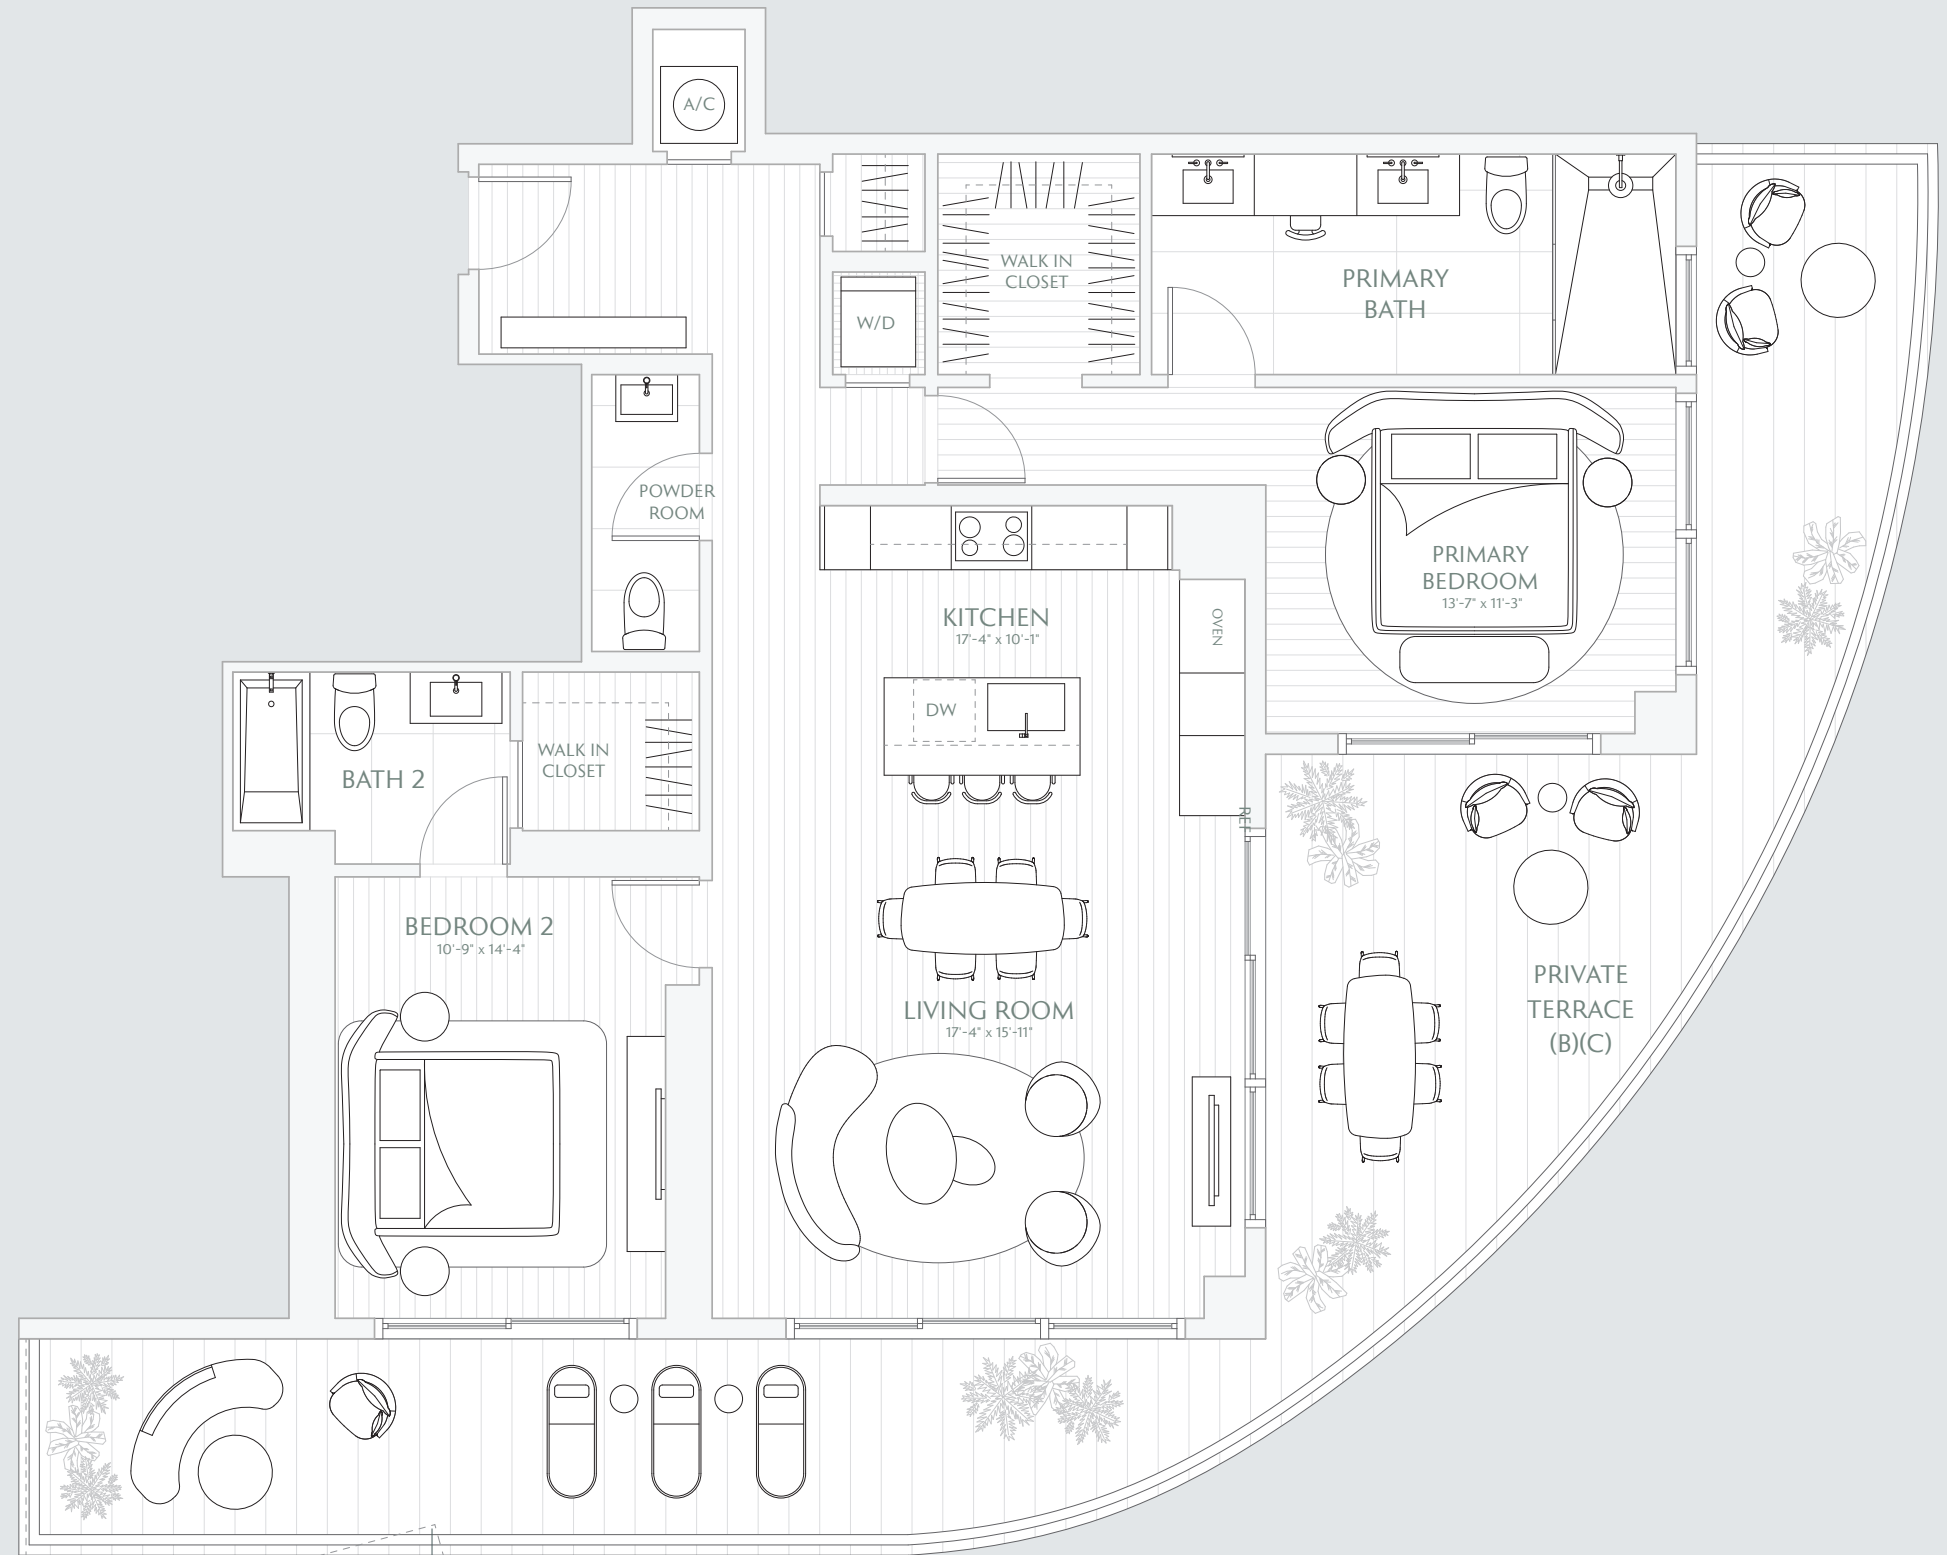 A/C
WALK IN
CLOSET
PRIMARY
BATH
W/D
POWDER
ROOM
PRIMARY
BEDROOM
13'-7" x 11'-3"
KITCHEN
17'-4" x 10'-1"
OVEN
DW
REF
WALK IN
CLOSET
BATH 2
BEDROOM 2
10'-9" x 14'-4"
LIVING ROOM
17'-4" x 15'-11"
PRIVATE
TERRACE
(B)(C)